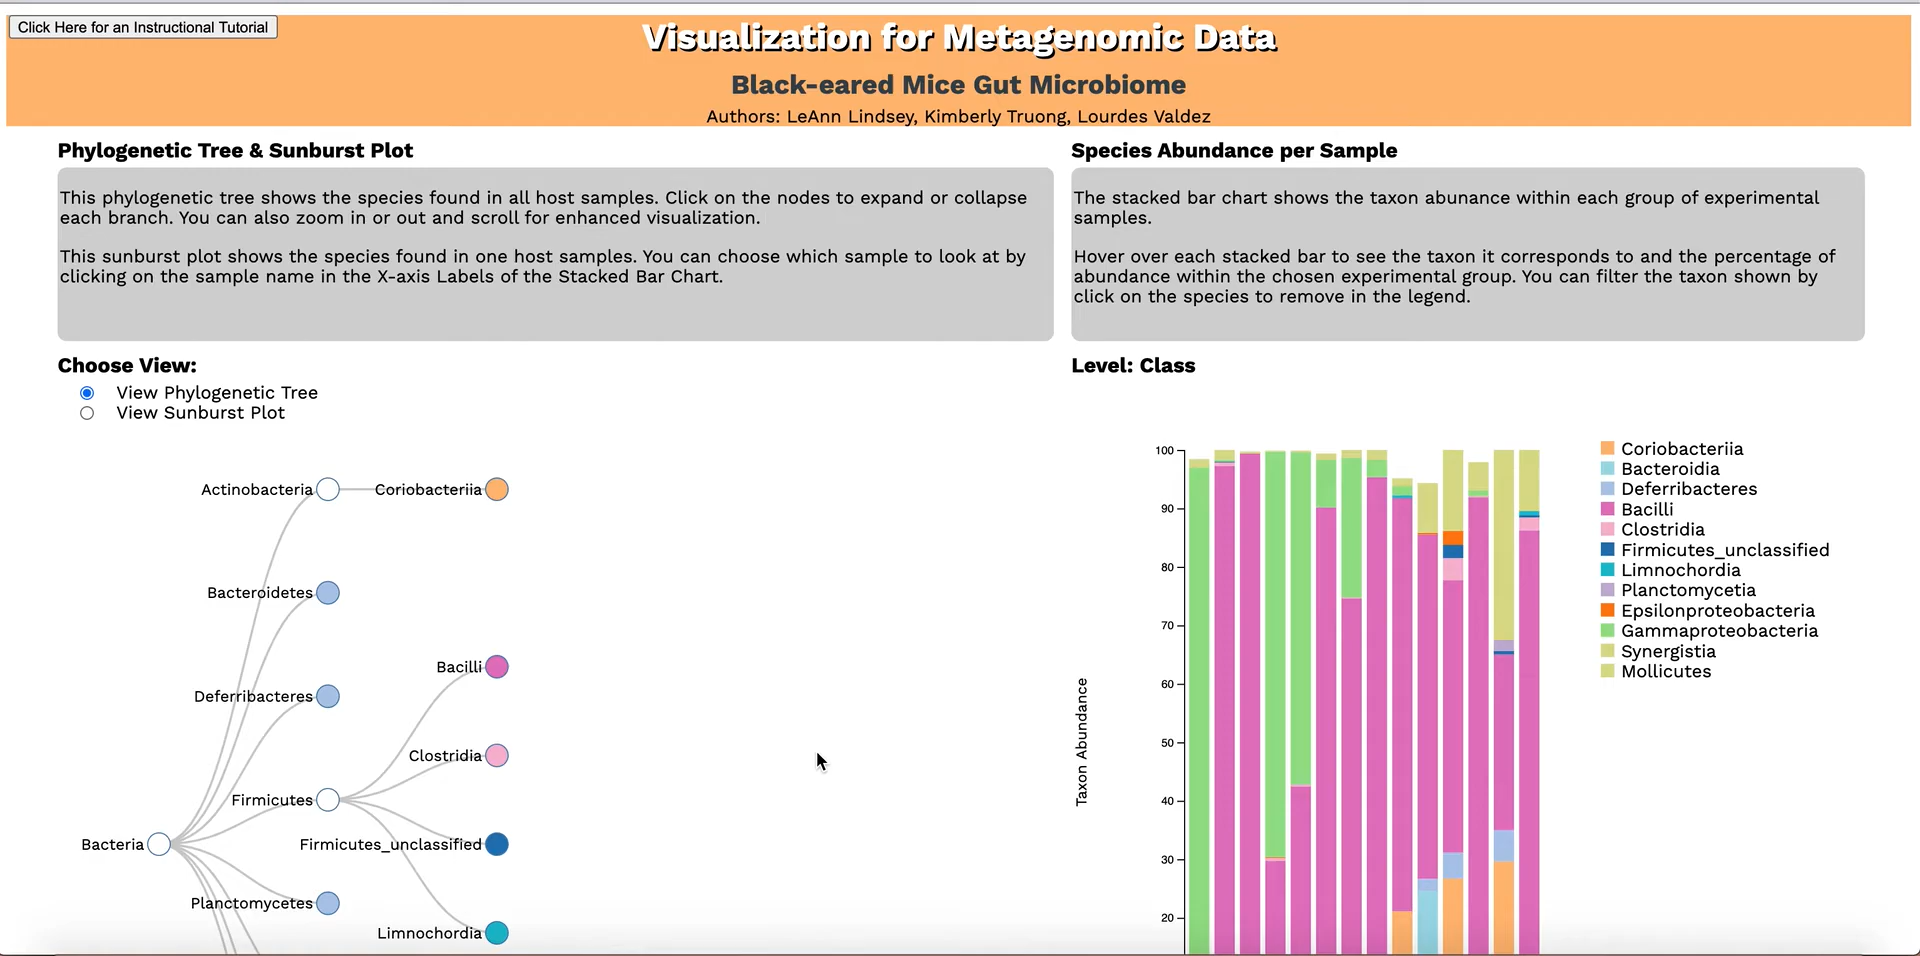 Click Here for an Instructional Tutorial
Visualization for Metagenomic Data
Black-eared Mice Gut Microbiome
Authors: LeAnn Lindsey, Kimberly Truong, Lourdes Valdez
Phylogenetic Tree & Sunburst Plot
This phylogenetic tree shows the species found in all host samples. Click on the nodes to expand or collapse
each branch. You can also zoom in or out and scroll for enhanced visualization.
This sunburst plot shows the species found in one host samples. You can choose which sample to look at by
clicking on the sample name in the X-axis Labels of the Stacked Bar Chart.
Species Abundance per Sample
The stacked bar chart shows the taxon abunance within each group of experimental
samples.
Hover over each stacked bar to see the taxon it corresponds to and the percentage of
abundance within the chosen experimental group. You can filter the taxon shown by
click on the species to remove in the legend.
Choose View:
View Phylogenetic Tree
View Sunburst Plot
Actinobacteria
Coriobacteriia
Bacteroidetes
Bacilli
Deferribacteres
Clostridia
Firmicutes
Bacteria
Firmicutes_unclassified
Planctomycetes
Limnochordia
Level: Class
100
90
80
70
60
50
40
30
20
Taxon Abundance
Coriobacteriia
Bacteroidia
Deferribacteres
Bacilli
Clostridia
Firmicutes_unclassified
Limnochordia
Planctomycetia
Epsilonproteobacteria
Gammaproteobacteria
Synergistia
Mollicutes